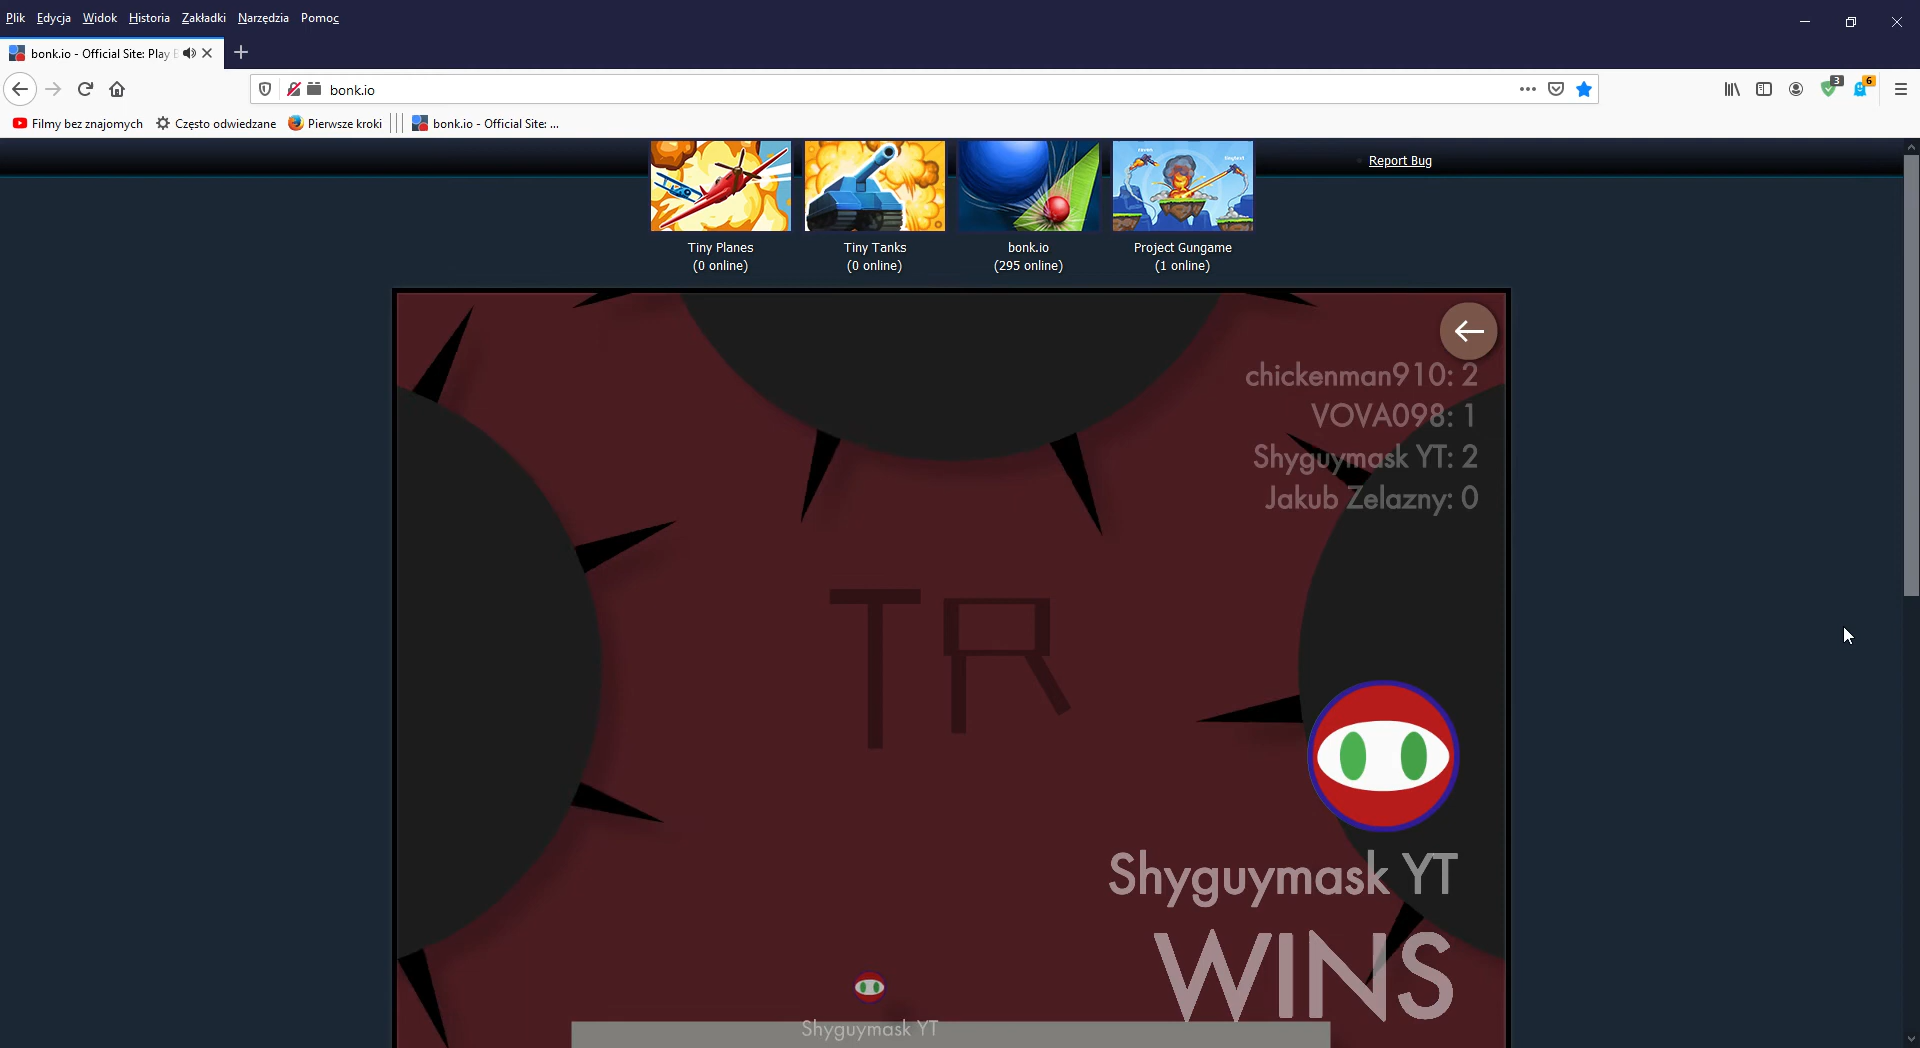 Plik Edycja Widok Historia Zakładki Narzędzia Pomoc
bonk.io - Official Site: Play
bonk.io
3
6
Filmy bez znajomych Często odwiedzane Pierwsze kroki bonk.io - Official Site: ...
Report Bug
Tiny Planes
(0 online)
Tiny Tanks
(0 online)
bonk.io
(295 online)
Project Gungame
(1 online)
chickenman910: 2
VOVA098: 1
Shyguymask YT: 2
Jakub Zelazny: 0
TR
Shyguymask YT
WINS
Shyguymask YT